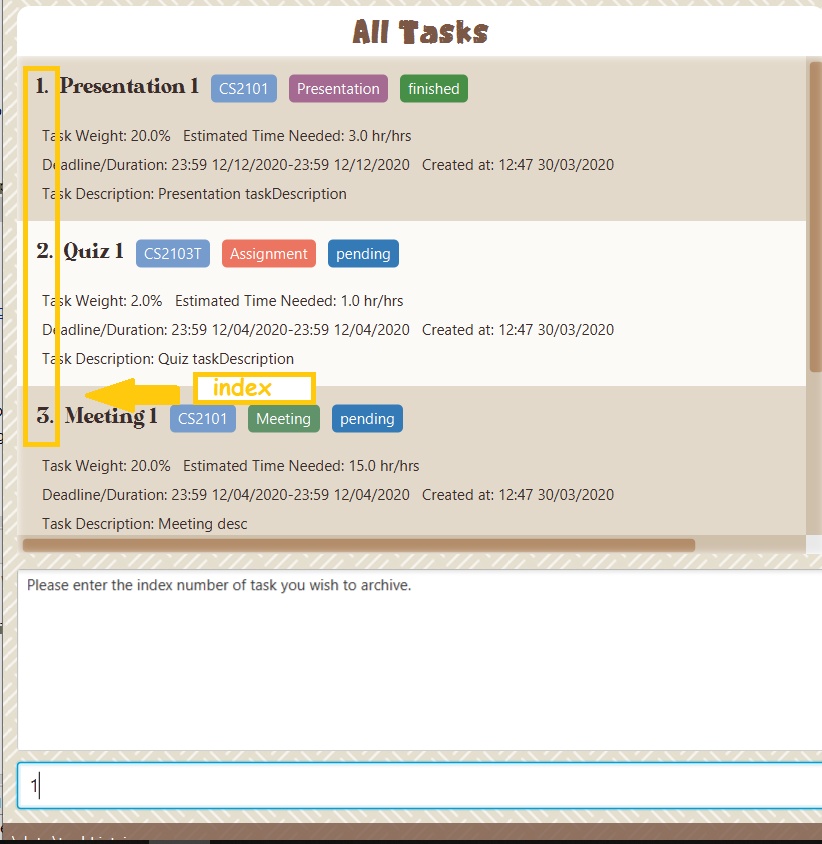 All Tasks
1. Presentation 1 CS2101 Presentation finished
Task Weight: 20.0% Estimated Time Needed: 3.0 hr/hrs
Deadline/Duration: 23:59 12/12/2020-23:59 12/12/2020 Created at: 12:47 30/03/2020
Task Description: Presentation taskDescription
2. Quiz 1 CS2103T Assignment pending
Task Weight: 2.0% Estimated Time Needed: 1.0 hr/hrs
Deadline/Duration: 23:59 12/04/2020-23:59 12/04/2020 Created at: 12:47 30/03/2020
Task Description: Quiz taskDescription
index
3. Meeting 1 CS2101 Meeting pending
Task Weight: 20.0% Estimated Time Needed: 15.0 hr/hrs
Deadline/Duration: 23:59 12/04/2020-23:59 12/04/2020 Created at: 12:47 30/03/2020
Task Description: Meeting desc
Please enter the index number of task you wish to archive.
1